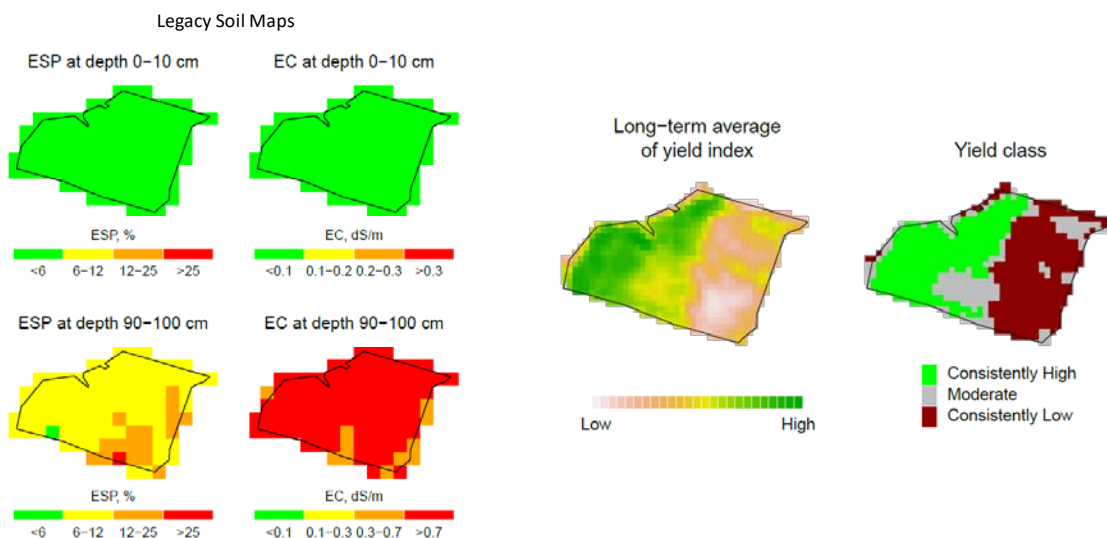 Legacy Soil Maps
ESP at depth 0−10 cm
EC at depth 0−10 cm
ESP, %
<6 6−12 12−25 >25
EC, dS/m
<0.1 0.1−0.2 0.2−0.3 >0.3
ESP at depth 90−100 cm
EC at depth 90−100 cm
ESP, %
<6 6−12 12−25 >25
EC, dS/m
<0.1 0.1−0.3 0.3−0.7 >0.7
Long−term average
of yield index
Low High
Yield class
Consistently High
Moderate
Consistently Low